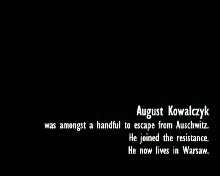 August Kowalczyk
was amongst a handful to escape from Auschwitz.
He joined the resistance.
He now lives in Warsaw.